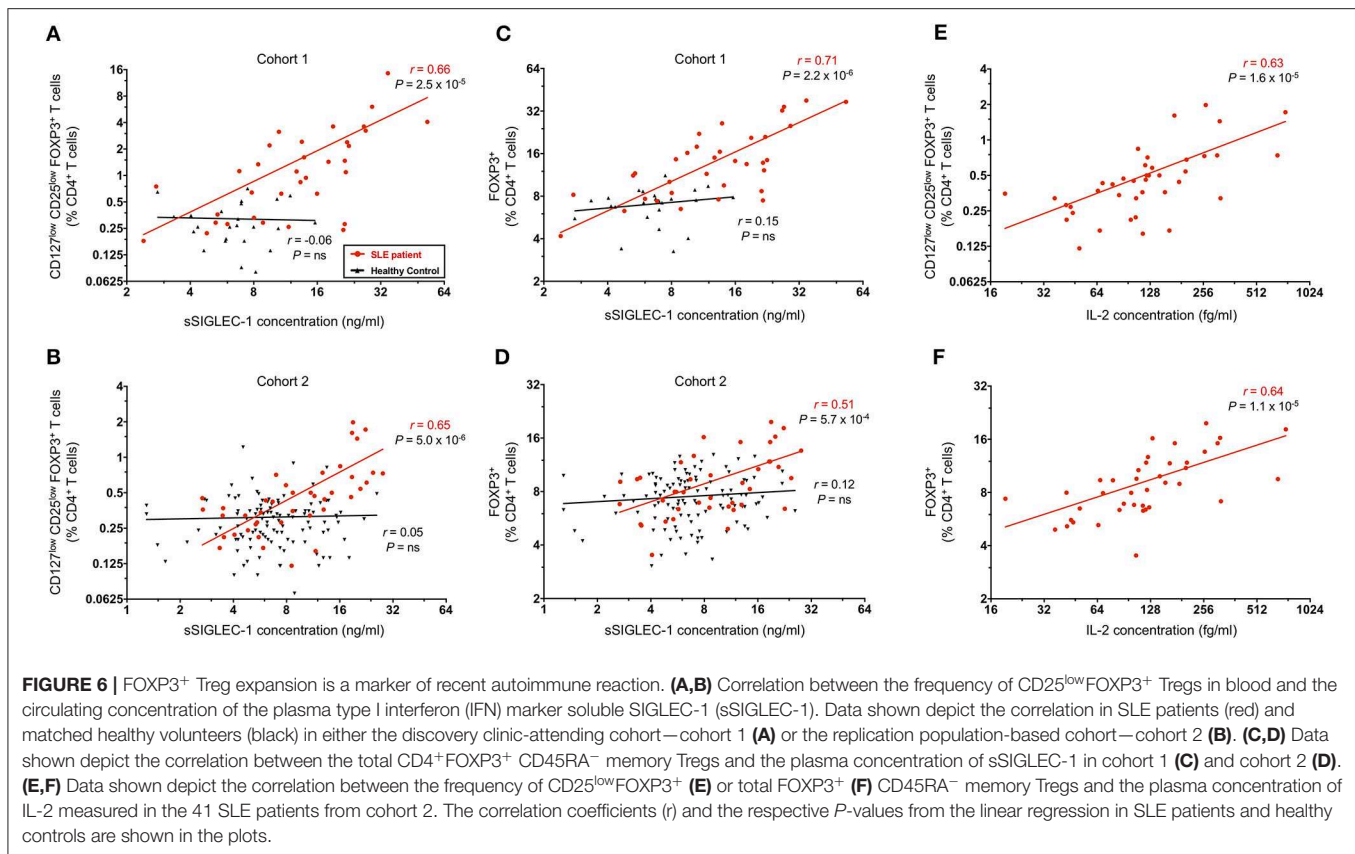 A
Cohort 1
CD127low CD25low FOXP3+ T cells
(% CD4+ T cells)
16
8
4
2
1
0.5
0.25
0.125
0.0625
r = 0.66
P = 2.5 x 10-5
r = -0.06
P = ns
SLE patient
Healthy Control
2 4 8 16 32 64
sSIGLEC-1 concentration (ng/ml)
C
Cohort 1
FOXP3+
(% CD4+ T cells)
64
32
16
8
4
2
r = 0.71
P = 2.2 x 10-6
r = 0.15
P = ns
2 4 8 16 32 64
sSIGLEC-1 concentration (ng/ml)
E
CD127low CD25low FOXP3+ T cells
(% CD4+ T cells)
4
2
1
0.5
0.25
0.125
0.0625
r = 0.63
P = 1.6 x 10-5
16 32 64 128 256 512 1024
IL-2 concentration (fg/ml)
B
Cohort 2
CD127low CD25low FOXP3+ T cells
(% CD4+ T cells)
4
2
1
0.5
0.25
0.125
0.0625
r = 0.65
P = 5.0 x 10-6
r = 0.05
P = ns
1 2 4 8 16 32 64
sSIGLEC-1 concentration (ng/ml)
D
Cohort 2
FOXP3+
(% CD4+ T cells)
32
16
8
4
2
r = 0.51
P = 5.7 x 10-4
r = 0.12
P = ns
1 2 4 8 16 32 64
sSIGLEC-1 concentration (ng/ml)
F
FOXP3+
(% CD4+ T cells)
32
16
8
4
2
r = 0.64
P = 1.1 x 10-5
16 32 64 128 256 512 1024
IL-2 concentration (fg/ml)
FIGURE 6 | FOXP3+ Treg expansion is a marker of recent autoimmune reaction. (A,B) Correlation between the frequency of CD25lowFOXP3+ Tregs in blood and the
circulating concentration of the plasma type I interferon (IFN) marker soluble SIGLEC-1 (sSIGLEC-1). Data shown depict the correlation in SLE patients (red) and
matched healthy volunteers (black) in either the discovery clinic-attending cohort—cohort 1 (A) or the replication population-based cohort—cohort 2 (B). (C,D) Data
shown depict the correlation between the total CD4+FOXP3+ CD45RA− memory Tregs and the plasma concentration of sSIGLEC-1 in cohort 1 (C) and cohort 2 (D).
(E,F) Data shown depict the correlation between the frequency of CD25lowFOXP3+ (E) or total FOXP3+ (F) CD45RA− memory Tregs and the plasma concentration of
IL-2 measured in the 41 SLE patients from cohort 2. The correlation coefficients (r) and the respective P-values from the linear regression in SLE patients and healthy
controls are shown in the plots.